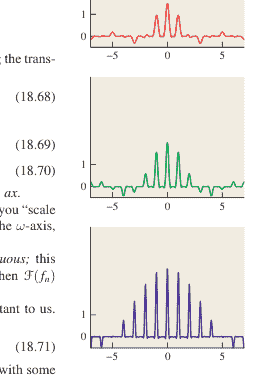 the trans-
(18.68)
(18.69)
(18.70)
ax.
you “scale
the ω-axis,
uous; this
hen ℱ(fₙ)
tant to us.
(18.71)
with some
1
0
−5
0
5
1
0
−5
0
5
1
0
−5
0
5